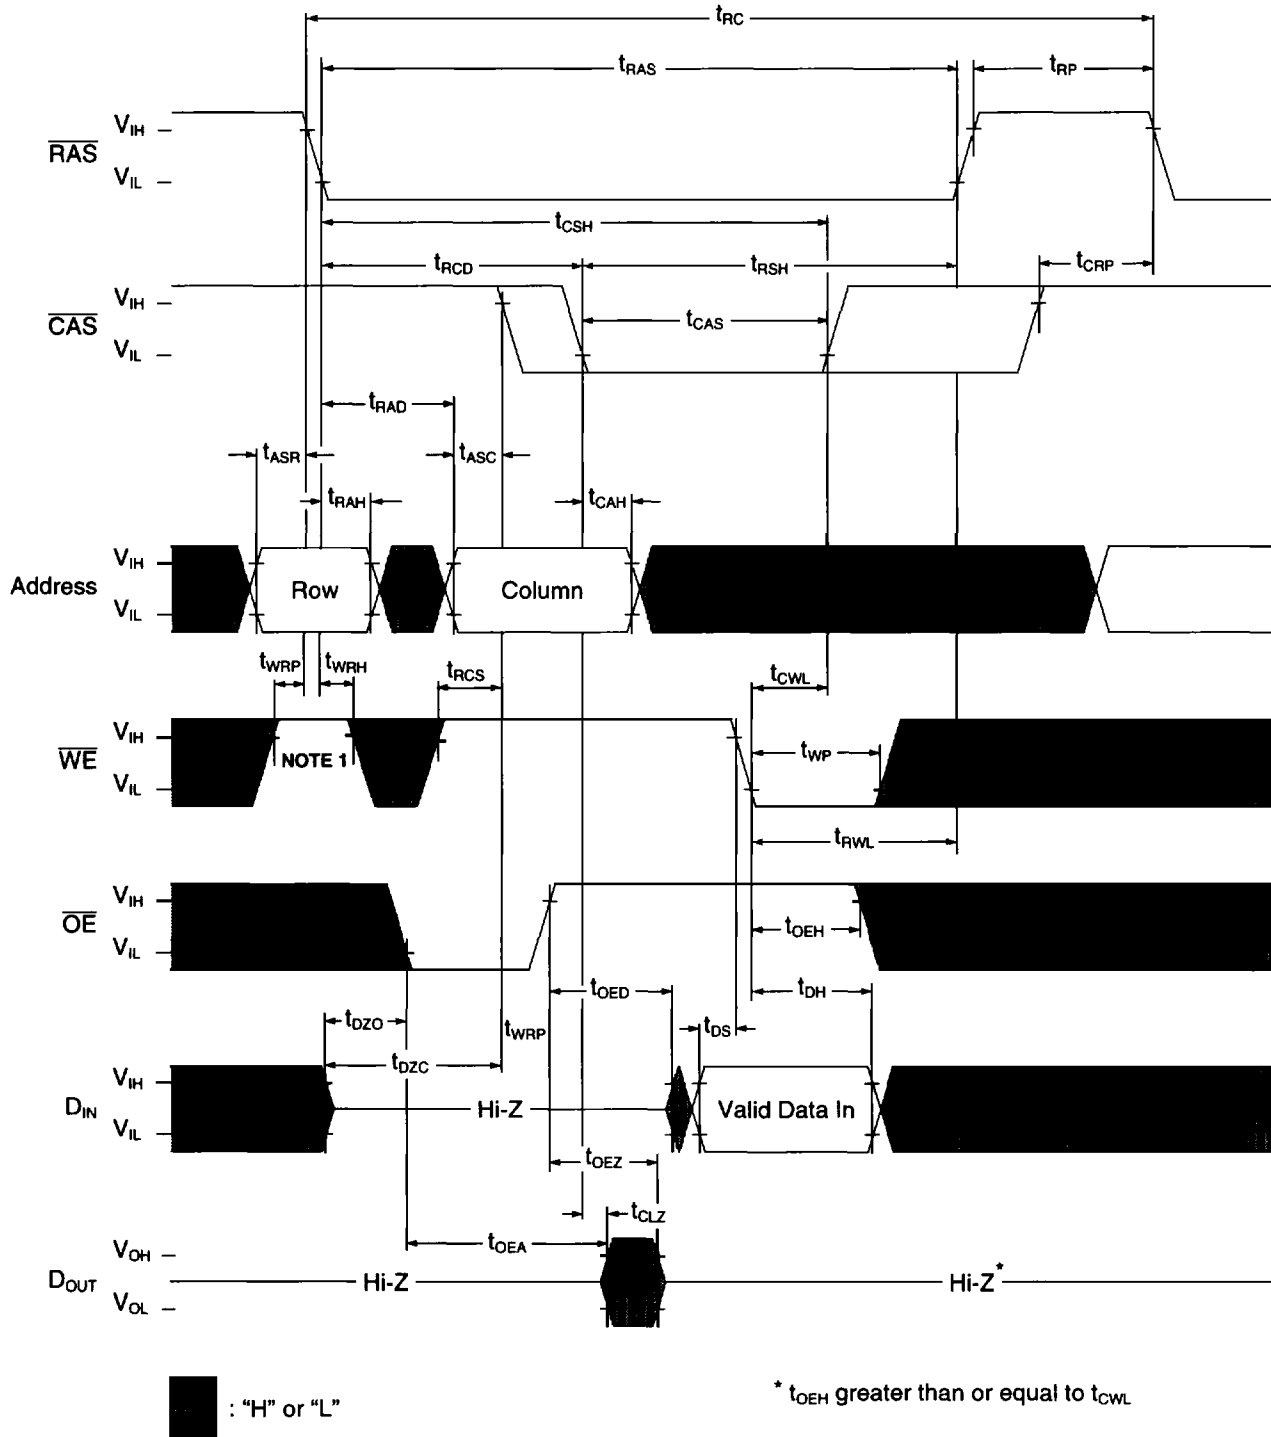 tRC
tRAS
tRP
RAS
VIH
VIL
tCSH
tRCD
tRSH
tCRP
CAS
VIH
VIL
tCAS
tRAD
tASR
tASC
tRAH
tCAH
Address
VIH
VIL
Row
Column
tWRP
tWRH
tRCS
tCWL
WE
VIH
VIL
NOTE 1
tWP
tRWL
OE
VIH
VIL
tOEH
tOED
tDH
tDZO
tWRP
tDS
tDZC
DIN
VIH
VIL
Hi-Z
Valid Data In
tOEZ
tCLZ
tOEA
DOUT
VOH
VOL
Hi-Z
Hi-Z*
: “H” or “L”
* tOEH greater than or equal to tCWL